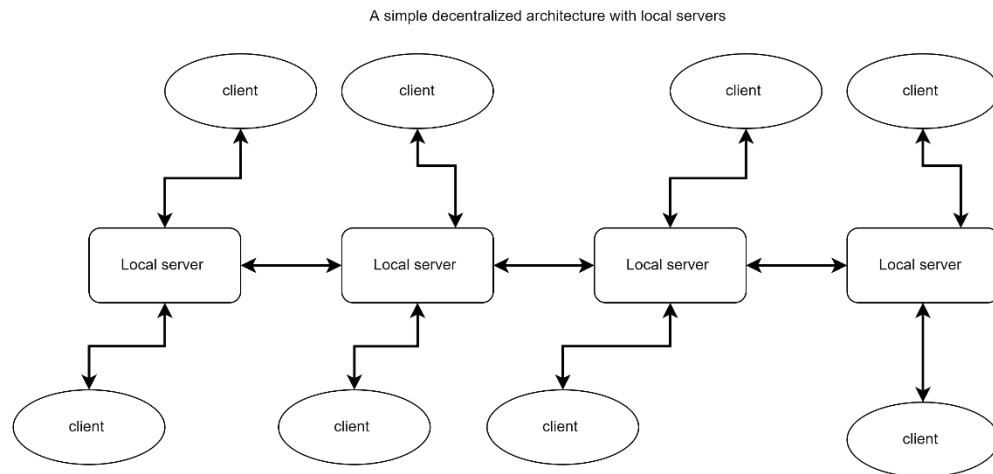 A simple decentralized architecture with local servers
client
client
client
client
Local server
Local server
Local server
Local server
client
client
client
client